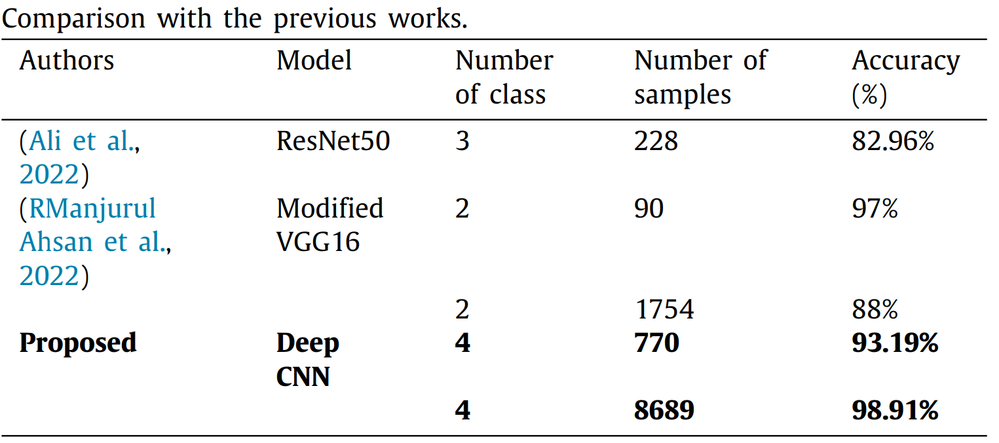 Comparison with the previous works.
Authors Model Number of class Number of samples Accuracy (%)
(Ali et al., 2022) ResNet50 3 228 82.96%
(RManjurul Ahsan et al., 2022) Modified VGG16 2 90 97%
2 1754 88%
Proposed Deep CNN 4 770 93.19%
4 8689 98.91%